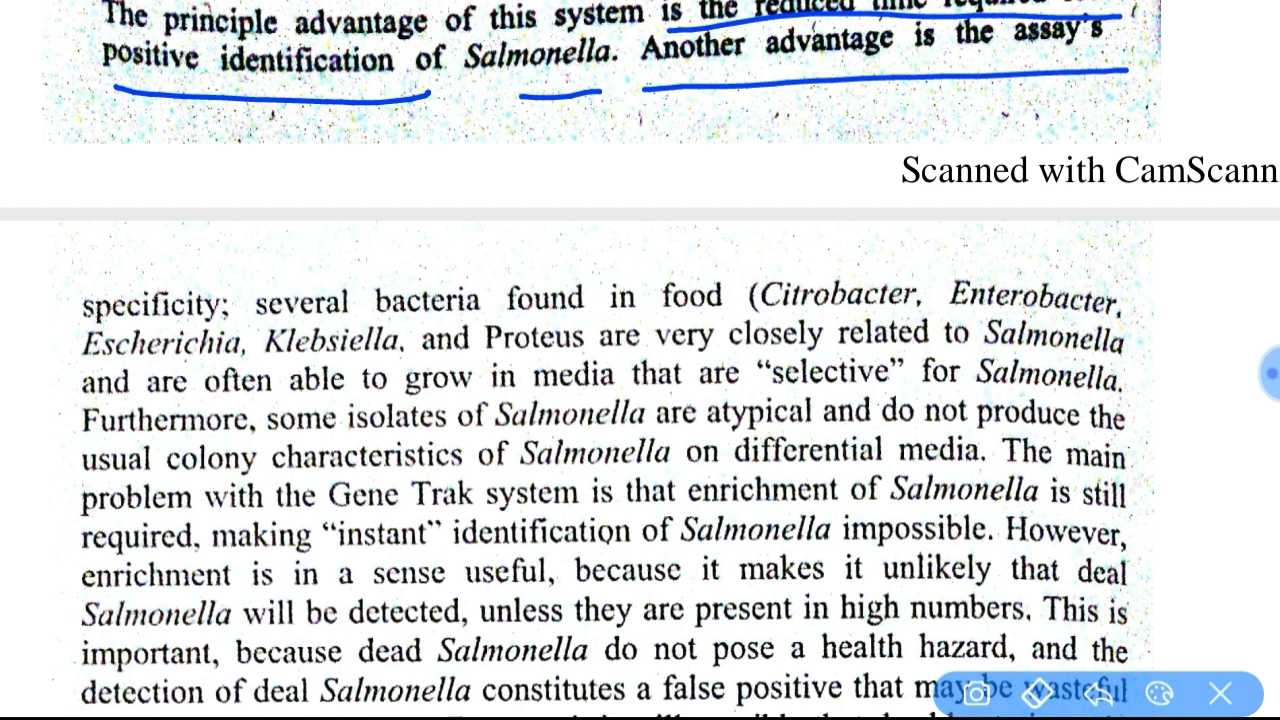 The principle advantage of this system is the reduced time
positive identification of Salmonella. Another advantage is the assay's
Scanned with CamScann
specificity; several bacteria found in food (Citrobacter, Enterobacter,
Escherichia, Klebsiella, and Proteus are very closely related to Salmonella
and are often able to grow in media that are “selective” for Salmonella.
Furthermore, some isolates of Salmonella are atypical and do not produce the
usual colony characteristics of Salmonella on differential media. The main
problem with the Gene Trak system is that enrichment of Salmonella is still
required, making “instant” identification of Salmonella impossible. However,
enrichment is in a sense useful, because it makes it unlikely that deal
Salmonella will be detected, unless they are present in high numbers. This is
important, because dead Salmonella do not pose a health hazard, and the
detection of deal Salmonella constitutes a false positive that may be wasteful